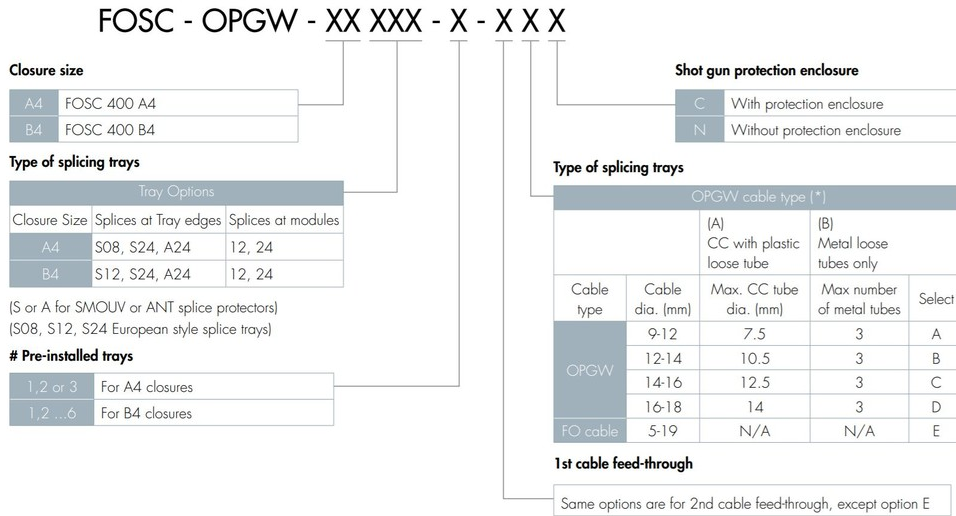 FOSC - OPGW - XX XXX - X - X X X
Closure size
A4 FOSC 400 A4
B4 FOSC 400 B4
Type of splicing trays
Tray Options
Closure Size Splices at Tray edges Splices at modules
A4 S08, S24, A24 12, 24
B4 S12, S24, A24 12, 24
(S or A for SMOUV or ANT splice protectors)
(S08, S12, S24 European style splice trays)
# Pre-installed trays
1,2 or 3 For A4 closures
1,2 ...6 For B4 closures
Shot gun protection enclosure
C With protection enclosure
N Without protection enclosure
Type of splicing trays
OPGW cable type (*)
(A) (B)
CC with plastic Metal loose
loose tube tubes only
Cable Cable Max. CC tube Max number
type dia. (mm) dia. (mm) of metal tubes Select
OPGW 9-12 7.5 3 A
12-14 10.5 3 B
14-16 12.5 3 C
16-18 14 3 D
FO cable 5-19 N/A N/A E
1st cable feed-through
Same options are for 2nd cable feed-through, except option E